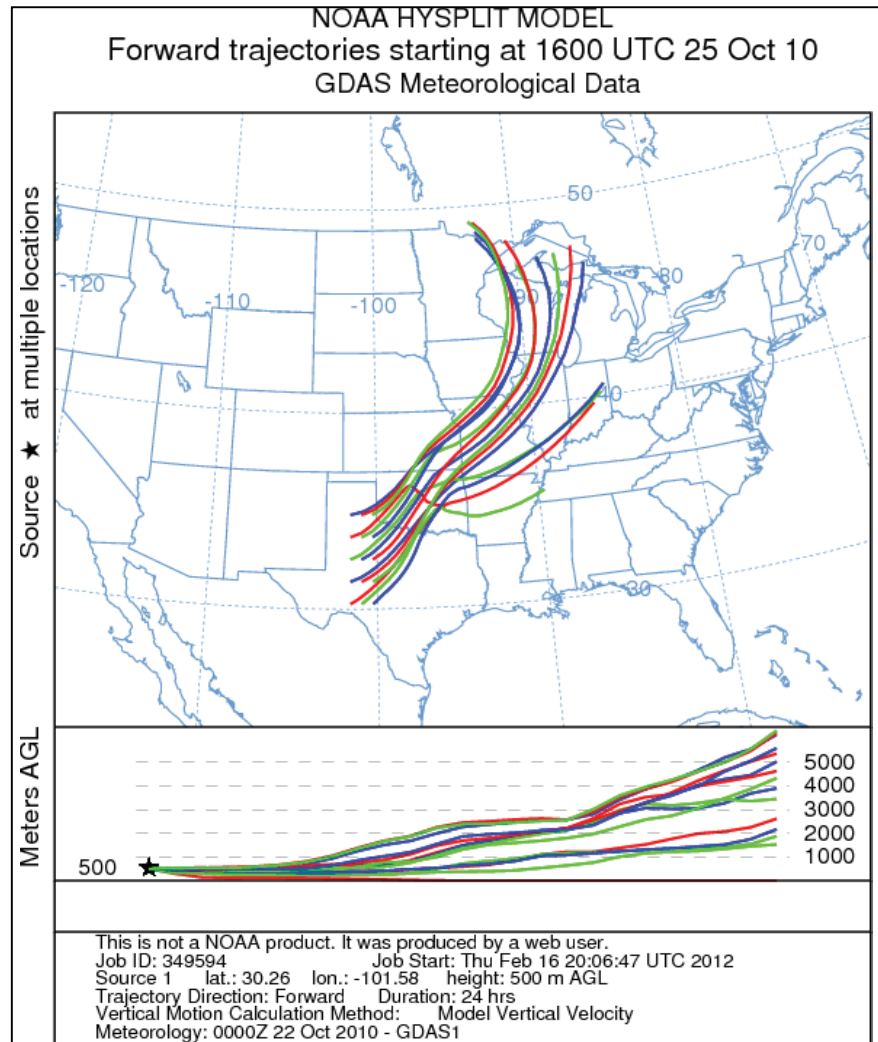 NOAA HYSPLIT MODEL
Forward trajectories starting at 1600 UTC 25 Oct 10
GDAS Meteorological Data
Source ★ at multiple locations
50
70
-120
-110
-100
90
80
40
30
Meters AGL
500
5000
4000
3000
2000
1000
This is not a NOAA product. It was produced by a web user.
Job ID: 349594 Job Start: Thu Feb 16 20:06:47 UTC 2012
Source 1 lat.: 30.26 lon.: -101.58 height: 500 m AGL
Trajectory Direction: Forward Duration: 24 hrs
Vertical Motion Calculation Method: Model Vertical Velocity
Meteorology: 0000Z 22 Oct 2010 - GDAS1